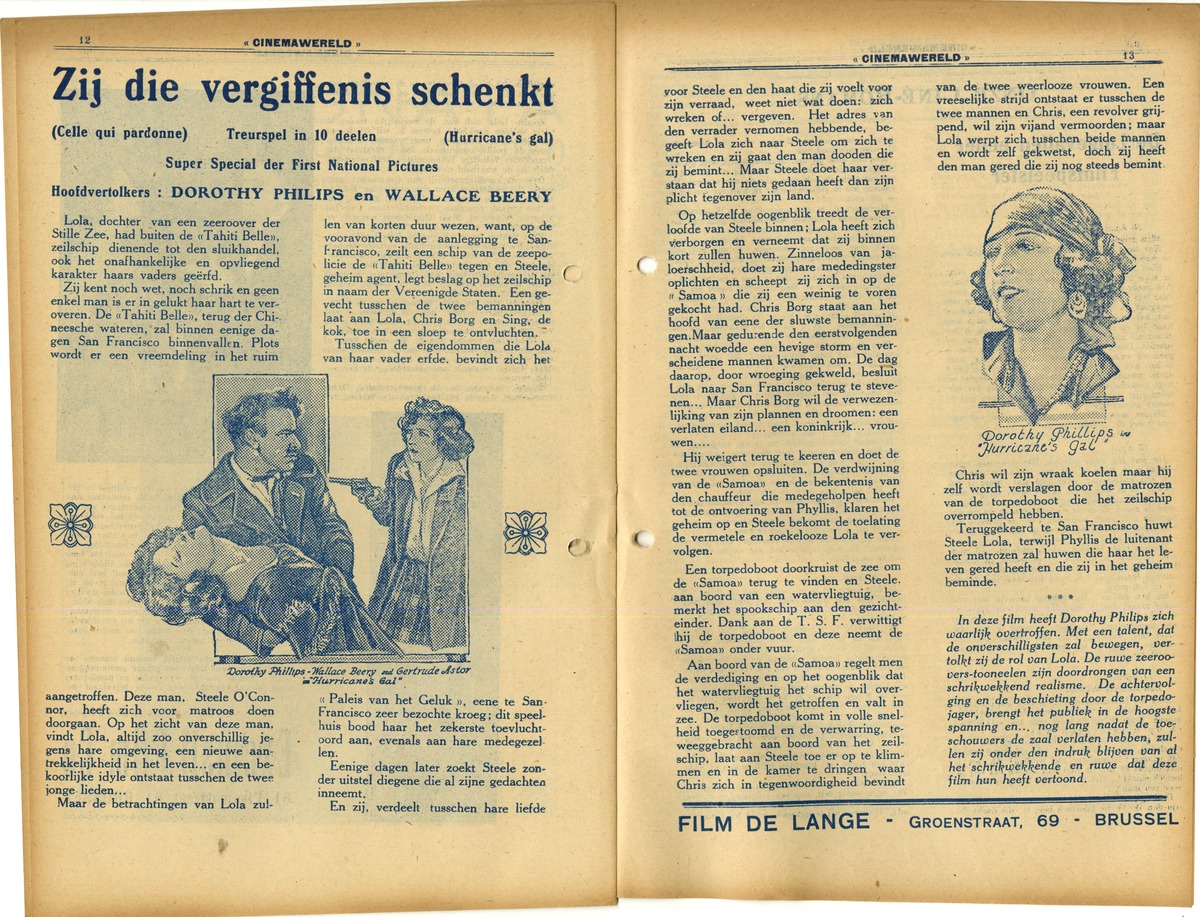 12
« CINEMAWERELD »
Zij die vergiffenis schenkt
(Celle qui pardonne) Treurspel in 10 deelen (Hurricane's gal)
Super Special der First National Pictures
Hoofdvertolkers : DOROTHY PHILIPS en WALLACE BEERY
Lola, dochter van een zeeroover der
Stille Zee, had buiten de «Tahiti Belle»,
zeilschip dienende tot den sluikhandel,
ook het onafhankelijke en opvliegend
karakter haars vaders geërfd.
Zij kent noch wet, noch schrik en geen
enkel man is er in gelukt haar hart te ver-
overen. De «Tahiti Belle», terug der Chi-
neesche wateren, zal binnen eenige da-
gen San Francisco binnenvallen. Plots
wordt er een vreemdeling in het ruim
len van korten duur wezen, want, op de
vooravond van de aanlegging te San-
Francisco, zeilt een schip van de zeepo-
licie de «Tahiti Belle» tegen en Steele,
geheim agent, legt beslag op het zeilschip
in naam der Vereenigde Staten. Een ge-
vecht tusschen de twee bemanningen
laat aan Lola, Chris Borg en Sing, de
kok, toe in een sloep te ontvluchten.
Tusschen de eigendommen die Lola
van haar vader erfde, bevindt zich het
Dorothy Phillips - Wallace Beery and Gertrude Astor
in "Hurricane's Gal"
aangetroffen. Deze man, Steele O'Con-
nor, heeft zich voor matroos doen
doorgaan. Op het zicht van deze man,
vindt Lola, altijd zoo onverschillig je-
gens hare omgeving, een nieuwe aan-
trekkelijkheid in het leven... en een be-
koorlijke idyle ontstaat tusschen de twee
jonge lieden...
Maar de betrachtingen van Lola zul-
« Paleis van het Geluk », eene te San-
Francisco zeer bezochte kroeg; dit speel-
huis bood haar het zekerste toevlucht-
oord aan, evenals aan hare medegezel
len.
Eenige dagen later zoekt Steele zon-
der uitstel diegene die al zijne gedachten
inneemt.
En zij, verdeelt tusschen hare liefde
« CINEMAWERELD »
13
voor Steele en den haat die zij voelt voor
zijn verraad, weet niet wat doen: zich
wreken of... vergeven. Het adres van
den verrader vernomen hebbende, be-
geeft Lola zich naar Steele om zich te
wreken en zij gaat den man dooden die
zij bemint... Maar Steele doet haar ver-
staan dat hij niets gedaan heeft dan zijn
plicht tegenover zijn land.
Op hetzelfde oogenblik treedt de ver-
loofde van Steele binnen; Lola heeft zich
verborgen en verneemt dat zij binnen
kort zullen huwen. Zinneloos van ja-
loerschheid, doet zij hare mededingster
oplichten en scheept zij zich in op de
« Samoa » die zij een weinig te voren
gekocht had. Chris Borg staat aan het
hoofd van eene der sluwste bemannin-
gen.Maar gedurende den eerstvolgenden
nacht woedde een hevige storm en ver-
scheidene mannen kwamen om. De dag
daarop, door wroeging gekweld, besluit
Lola naar San Francisco terug te steve-
nen... Maar Chris Borg wil de verwezen-
lijking van zijn plannen en droomen: een
verlaten eiland... een koninkrijk... vrou-
wen....
Hij weigert terug te keeren en doet de
twee vrouwen opsluiten. De verdwijning
van de «Samoa» en de bekentenis van
den chauffeur die medegeholpen heeft
tot de ontvoering van Phyllis, klaren het
geheim op en Steele bekomt de toelating
de vermetele en roekelooze Lola te ver-
volgen.
Een torpedoboot doorkruist de zee om
de «Samoa» terug te vinden en Steele.
aan boord van een watervliegtuig, be-
merkt het spookschip aan den gezicht-
einder. Dank aan de T. S. F. verwittigt
hij de torpedoboot en deze neemt de
«Samoa» onder vuur.
Aan boord van de «Samoa» regelt men
de verdediging en op het oogenblik dat
het watervliegtuig het schip wil over-
vliegen, wordt het getroffen en valt in
zee. De torpedoboot komt in volle snel-
heid toegestoomd en de verwarring, te-
weeggebracht aan boord van het zeil-
schip, laat aan Steele toe er op te klim-
men en in de kamer te dringen waar
Chris zich in tegenwoordigheid bevindt
van de twee weerlooze vrouwen. Een
vreeselijke strijd ontstaat er tusschen de
twee mannen en Chris, een revolver grij-
pend, wil zijn vijand vermoorden; maar
Lola werpt zich tusschen beide mannen
en wordt zelf gekwetst, doch zij heeft
den man gered die zij nog steeds bemint.
Dorothy Phillips in
"Hurricane's gal"
Chris wil zijn wraak koelen maar hij
zelf wordt verslagen door de matrozen
van de torpedoboot die het zeilschip
overrompeld hebben.
Teruggekeerd te San Francisco huwt
Steele Lola, terwijl Phyllis de luitenant
der matrozen zal huwen die haar het le-
ven gered heeft en die zij in het geheim
beminde.
* * *
In deze film heeft Dorothy Philips zich
waarlijk overtroffen. Met een talent, dat
de onverschilligsten zal bewegen, ver-
tolkt zij de rol van Lola. De ruwe zeeroo-
vers-tooneelen zijn doordrongen van een
schrikwekkend realisme. De achtervol-
ging en de beschieting door de torpedo-
jager, brengt het publiek in de hoogste
spanning en... nog lang nadat de toe-
schouwers de zaal verlaten hebben, zul-
len zij onder den indruk blijven van al
het schrikwekkende en ruwe dat deze
film hun heeft vertoond.
FILM DE LANGE - GROENSTRAAT, 69 - BRUSSEL